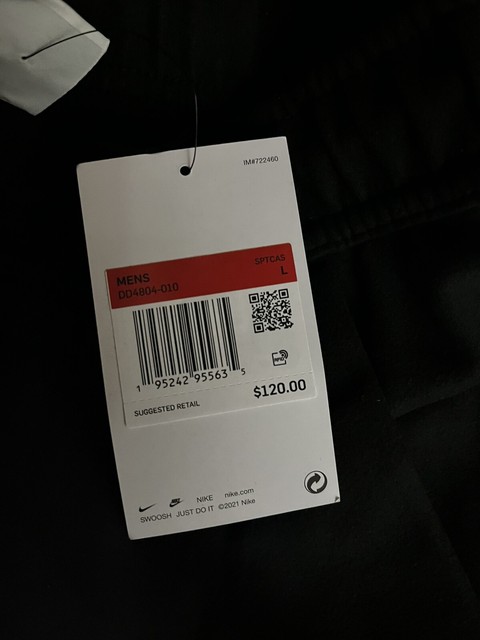 IM#722460
MENS SPTCAS
DD4804-010 L
1 95242 95563 5
RFID
SUGGESTED RETAIL $120.00
NIKE nike.com
SWOOSH. JUST DO IT ©2021 Nike